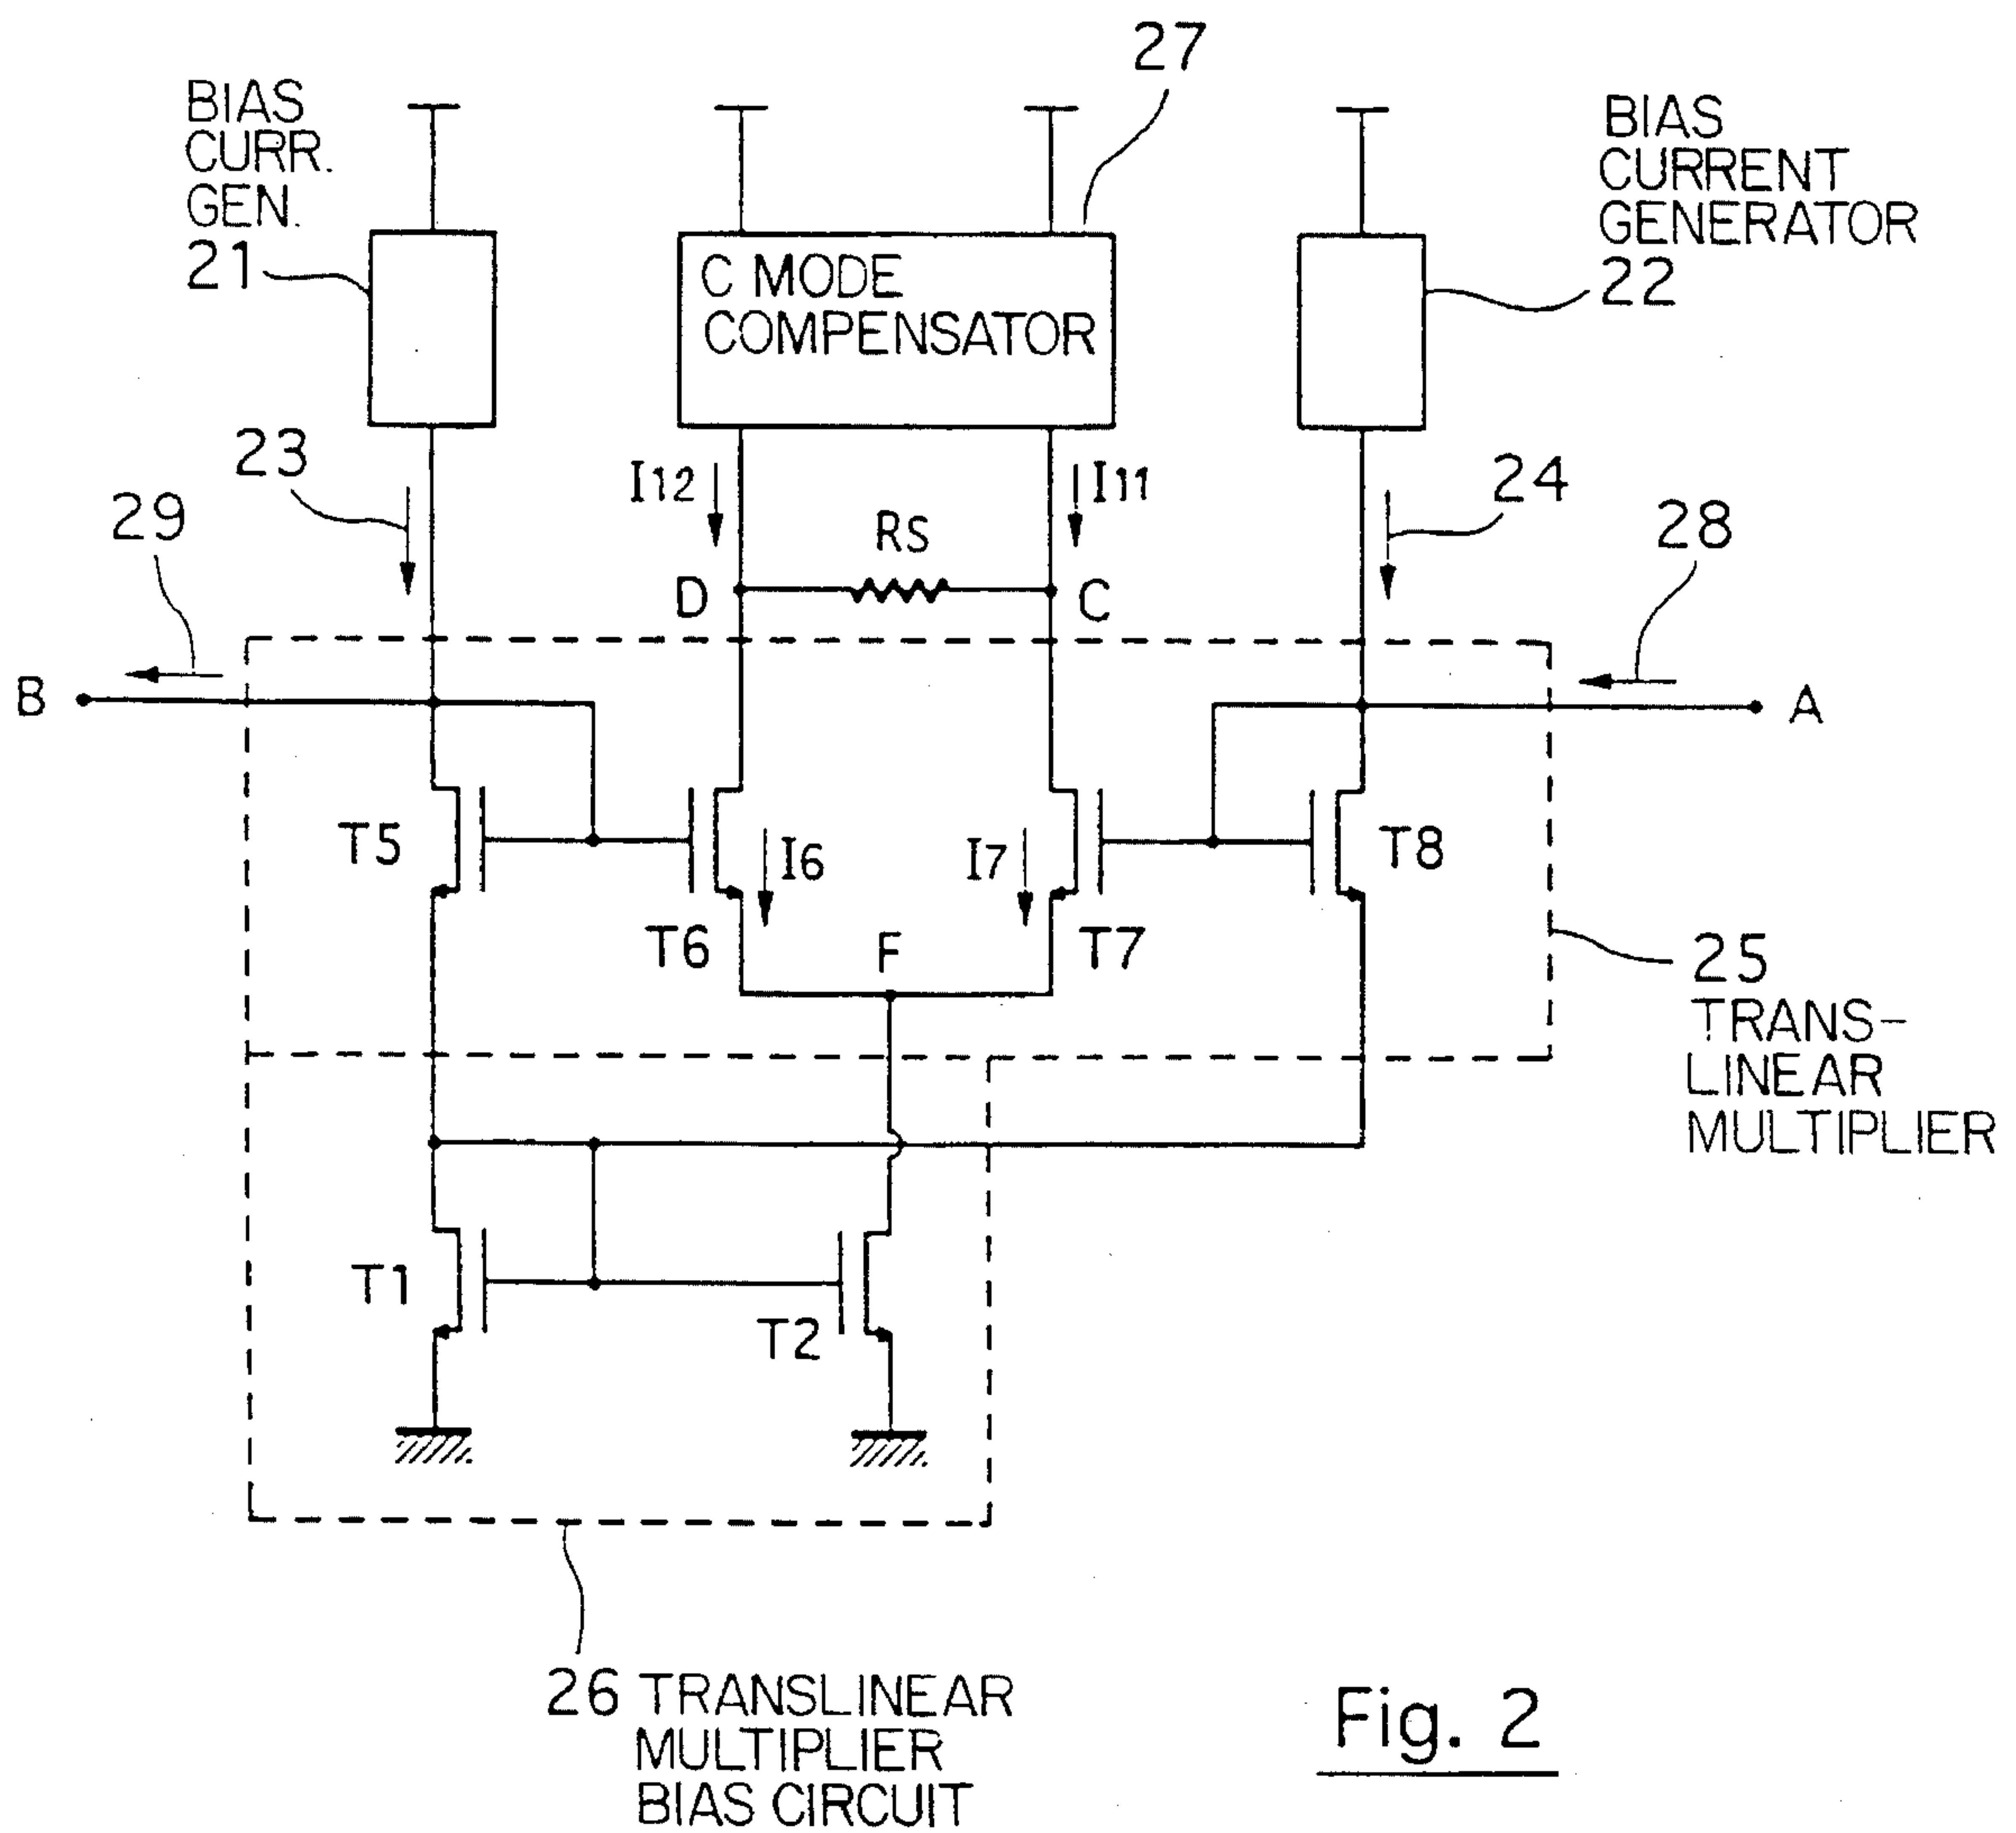 27
BIAS
CURR.
GEN.
21
BIAS
CURRENT
GENERATOR
22
C MODE
COMPENSATOR
23
29
I12
I11
24
28
RS
D
C
B
A
T5
I6
I7
T8
T6
F
T7
25
TRANS-
LINEAR
MULTIPLIER
T1
T2
26 TRANSLINEAR
MULTIPLIER
BIAS CIRCUIT
Fig. 2